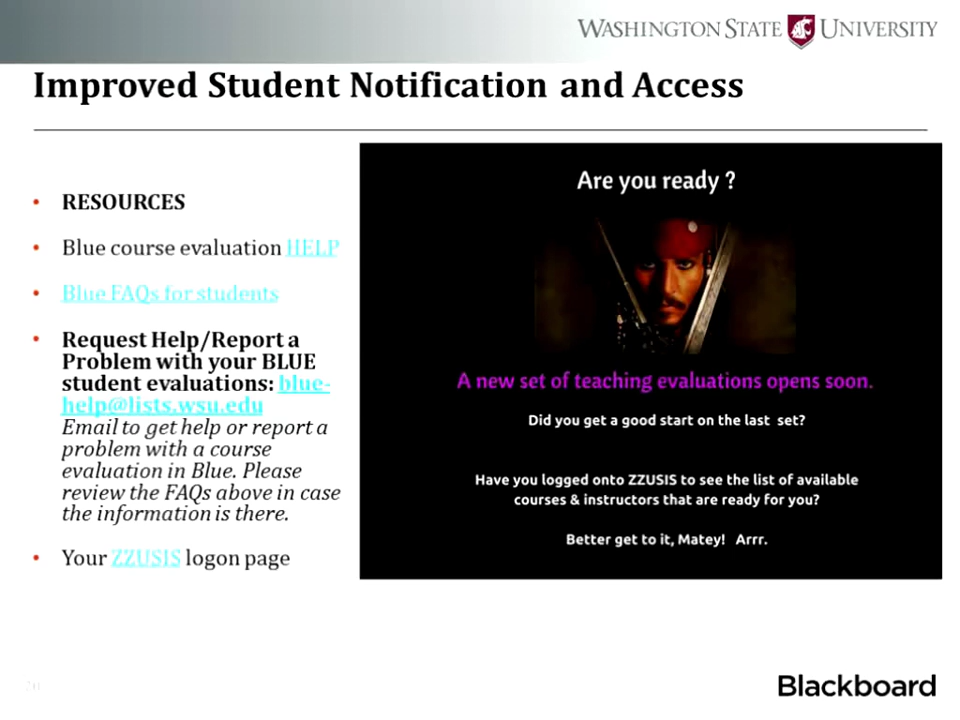 WASHINGTON STATE UNIVERSITY
Improved Student Notification and Access
• RESOURCES
• Blue course evaluation HELP
• Blue FAQs for students
• Request Help/Report a
Problem with your BLUE
student evaluations: blue-
help@lists.wsu.edu
Email to get help or report a
problem with a course
evaluation in Blue. Please
review the FAQs above in case
the information is there.
• Your ZZUSIS logon page
Are you ready ?
A new set of teaching evaluations opens soon.
Did you get a good start on the last set?
Have you logged onto ZZUSIS to see the list of available
courses & instructors that are ready for you?
Better get to it, Matey! Arrr.
Blackboard